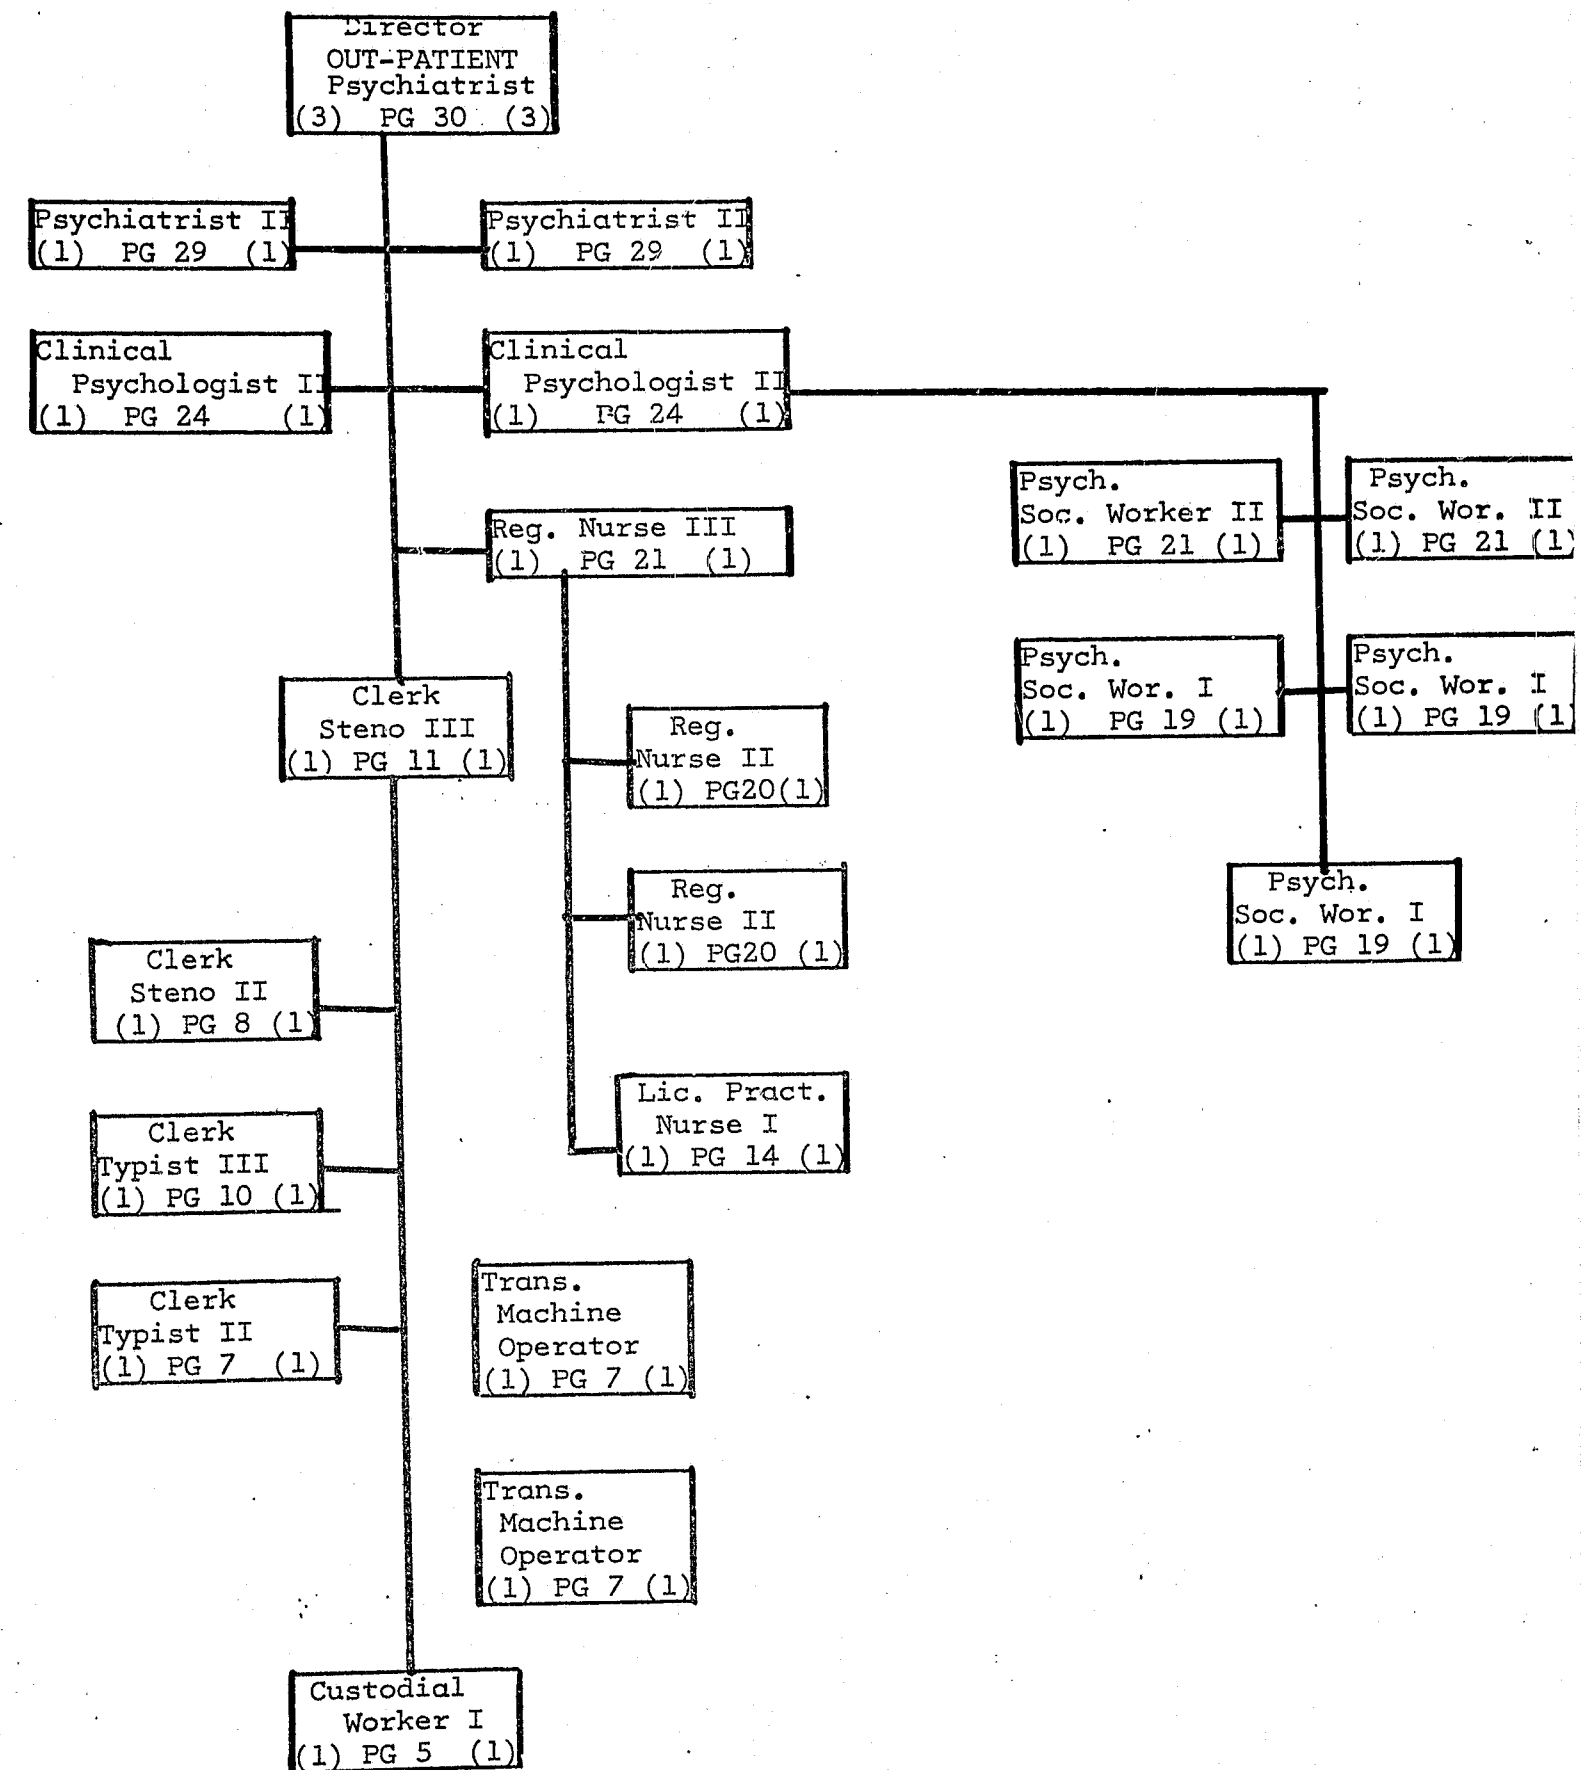 Director
OUT-PATIENT
Psychiatrist
(3) PG 30 (3)
Psychiatrist II
(1) PG 29 (1)
Psychiatrist II
(1) PG 29 (1)
Clinical
Psychologist II
(1) PG 24 (1)
Clinical
Psychologist II
(1) PG 24 (1)
Reg. Nurse III
(1) PG 21 (1)
Psych.
Soc. Worker II
(1) PG 21 (1)
Psych.
Soc. Wor. II
(1) PG 21 (1)
Psych.
Soc. Wor. I
(1) PG 19 (1)
Psych.
Soc. Wor. I
(1) PG 19 (1)
Psych.
Soc. Wor. I
(1) PG 19 (1)
Clerk
Steno III
(1) PG 11 (1)
Reg.
Nurse II
(1) PG20(1)
Reg.
Nurse II
(1) PG20 (1)
Lic. Pract.
Nurse I
(1) PG 14 (1)
Clerk
Steno II
(1) PG 8 (1)
Clerk
Typist III
(1) PG 10 (1)
Clerk
Typist II
(1) PG 7 (1)
Trans.
Machine
Operator
(1) PG 7 (1)
Trans.
Machine
Operator
(1) PG 7 (1)
Custodial
Worker I
(1) PG 5 (1)